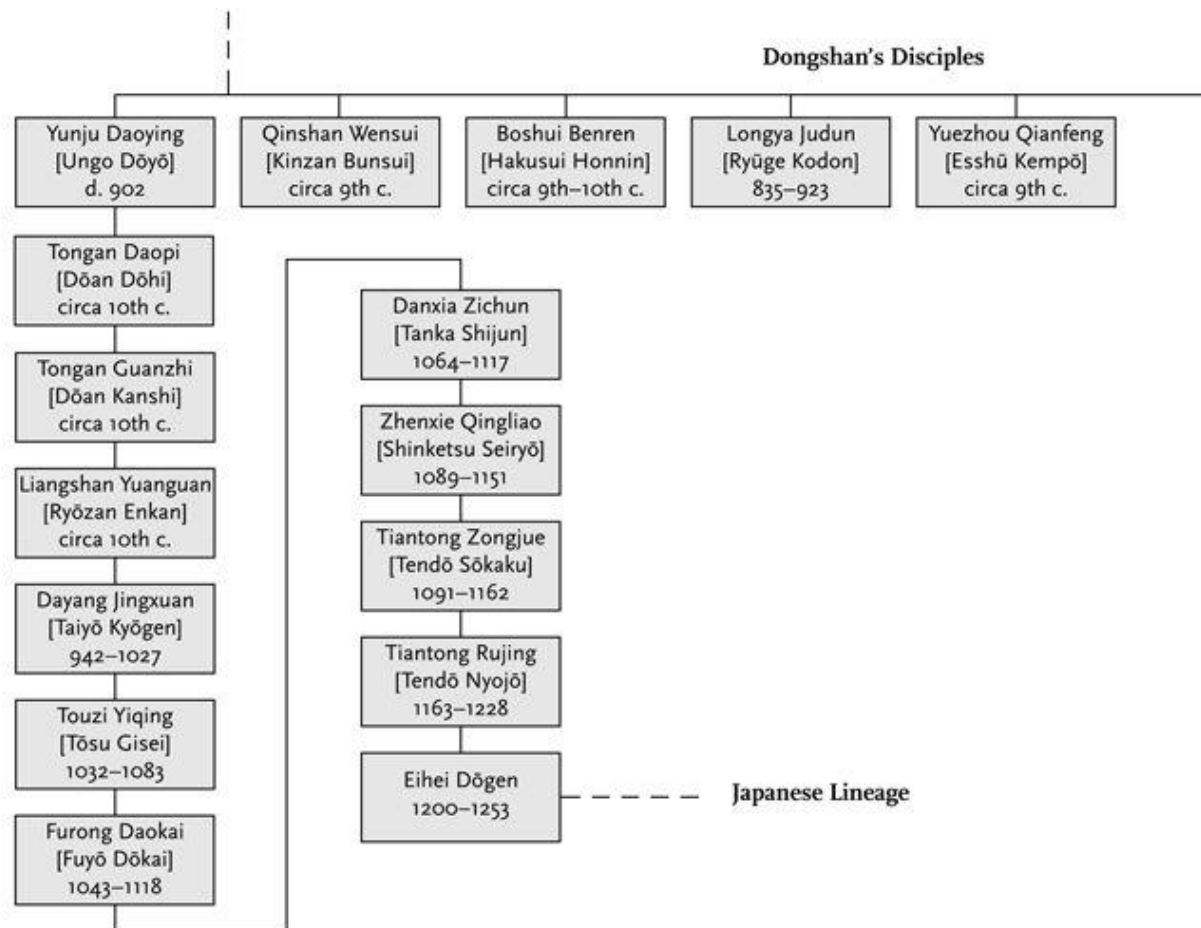 Dongshan's Disciples
Yunju Daoying
[Ungo Dōyō]
d. 902
Qinshan Wensui
[Kinzan Bunsui]
circa 9th c.
Boshui Benren
[Hakusui Honnin]
circa 9th–10th c.
Longya Judun
[Ryūge Kodon]
835–923
Yuezhou Qianfeng
[Esshū Kempō]
circa 9th c.
Tongan Daopi
[Dōan Dōhi]
circa 10th c.
Tongan Guanzhi
[Dōan Kanshi]
circa 10th c.
Liangshan Yuanguan
[Ryōzan Enkan]
circa 10th c.
Dayang Jingxuan
[Taiyō Kyōgen]
942–1027
Touzi Yiqing
[Tōsu Gisei]
1032–1083
Furong Daokai
[Fuyō Dōkai]
1043–1118
Danxia Zichun
[Tanka Shijun]
1064–1117
Zhenxie Qingliao
[Shinketsu Seiryō]
1089–1151
Tiantong Zongjue
[Tendō Sōkaku]
1091–1162
Tiantong Rujing
[Tendō Nyojō]
1163–1228
Eihei Dōgen
1200–1253
Japanese Lineage